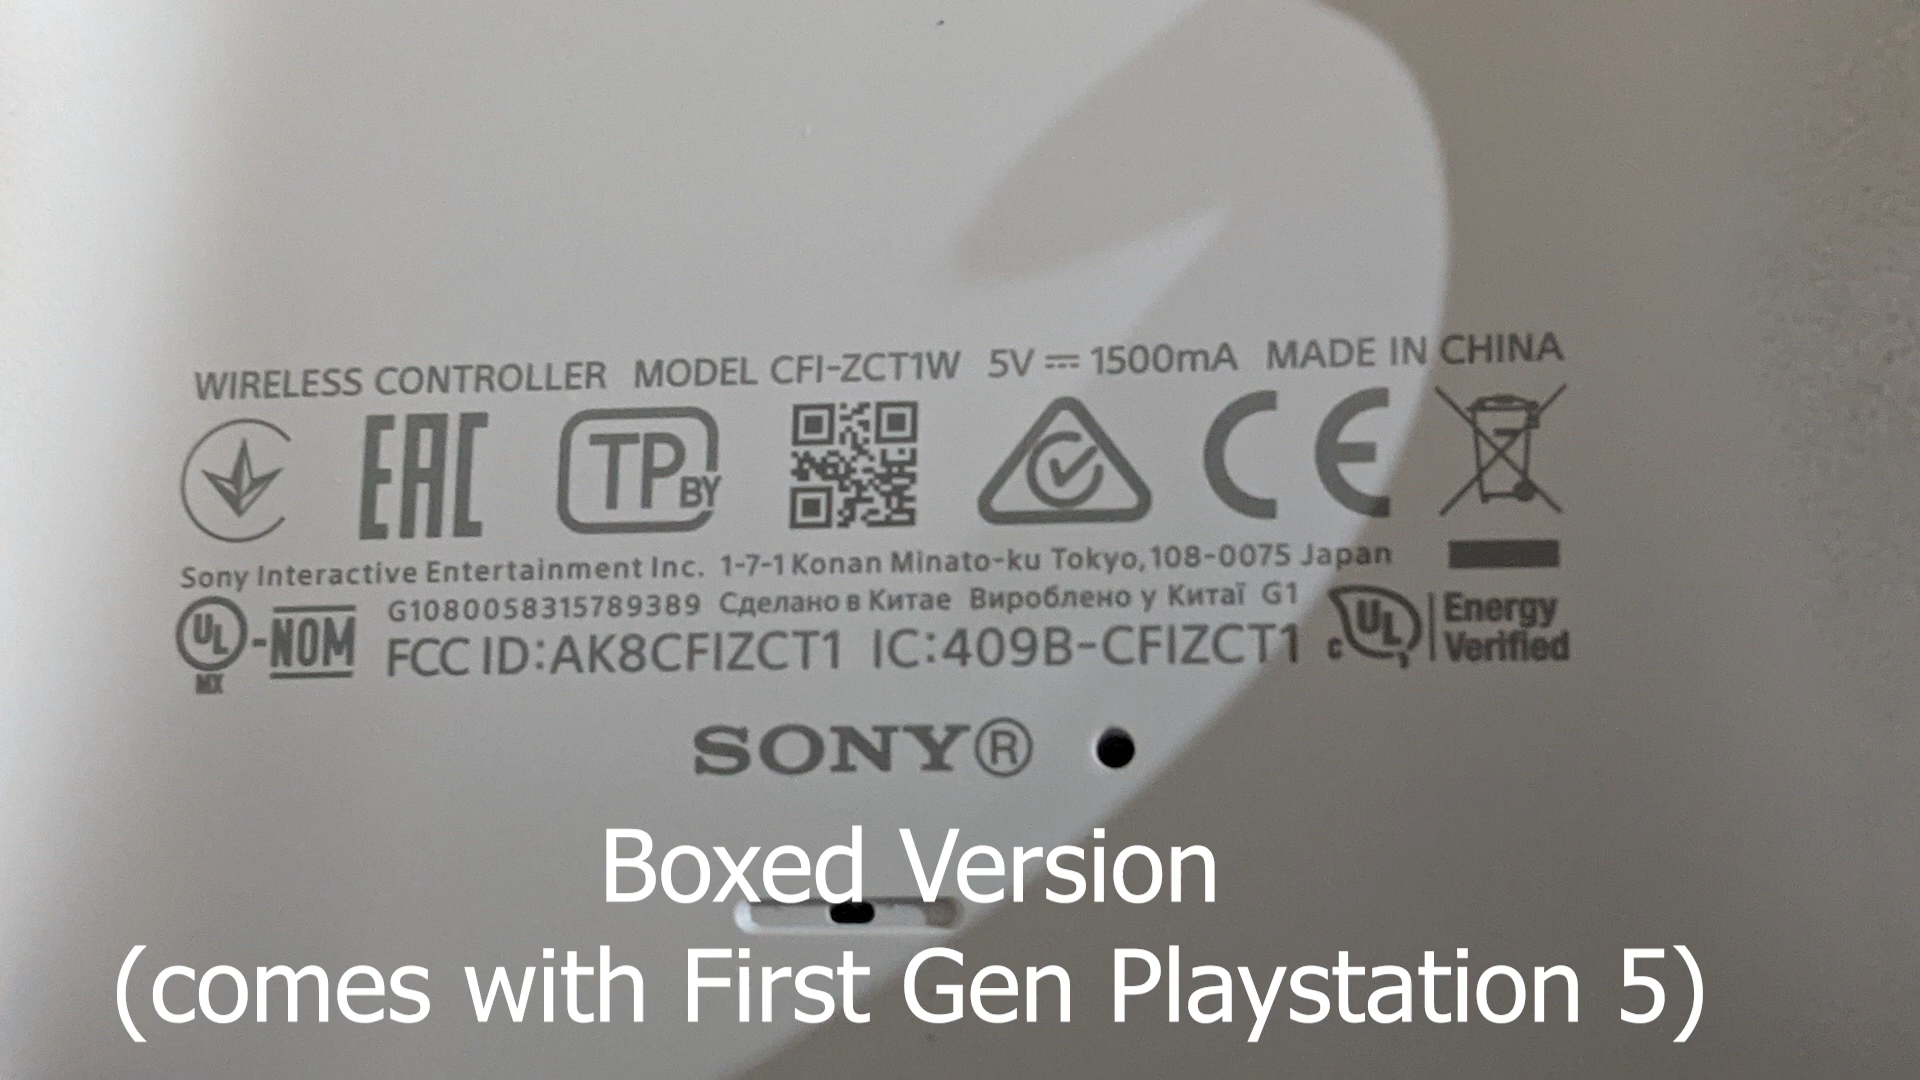 WIRELESS CONTROLLER MODEL CFI-ZCT1W 5V ⎓ 1500mA MADE IN CHINA
EAC TP BY CE
Sony Interactive Entertainment Inc. 1-7-1 Konan Minato-ku Tokyo, 108-0075 Japan
G1080058315789389 Сделано в Китае Вироблено у Китаї G1
UL-NOM MX FCC ID:AK8CFIZCT1 IC:409B-CFIZCT1 c UL Energy Verified
SONY®
Boxed Version
(comes with First Gen Playstation 5)